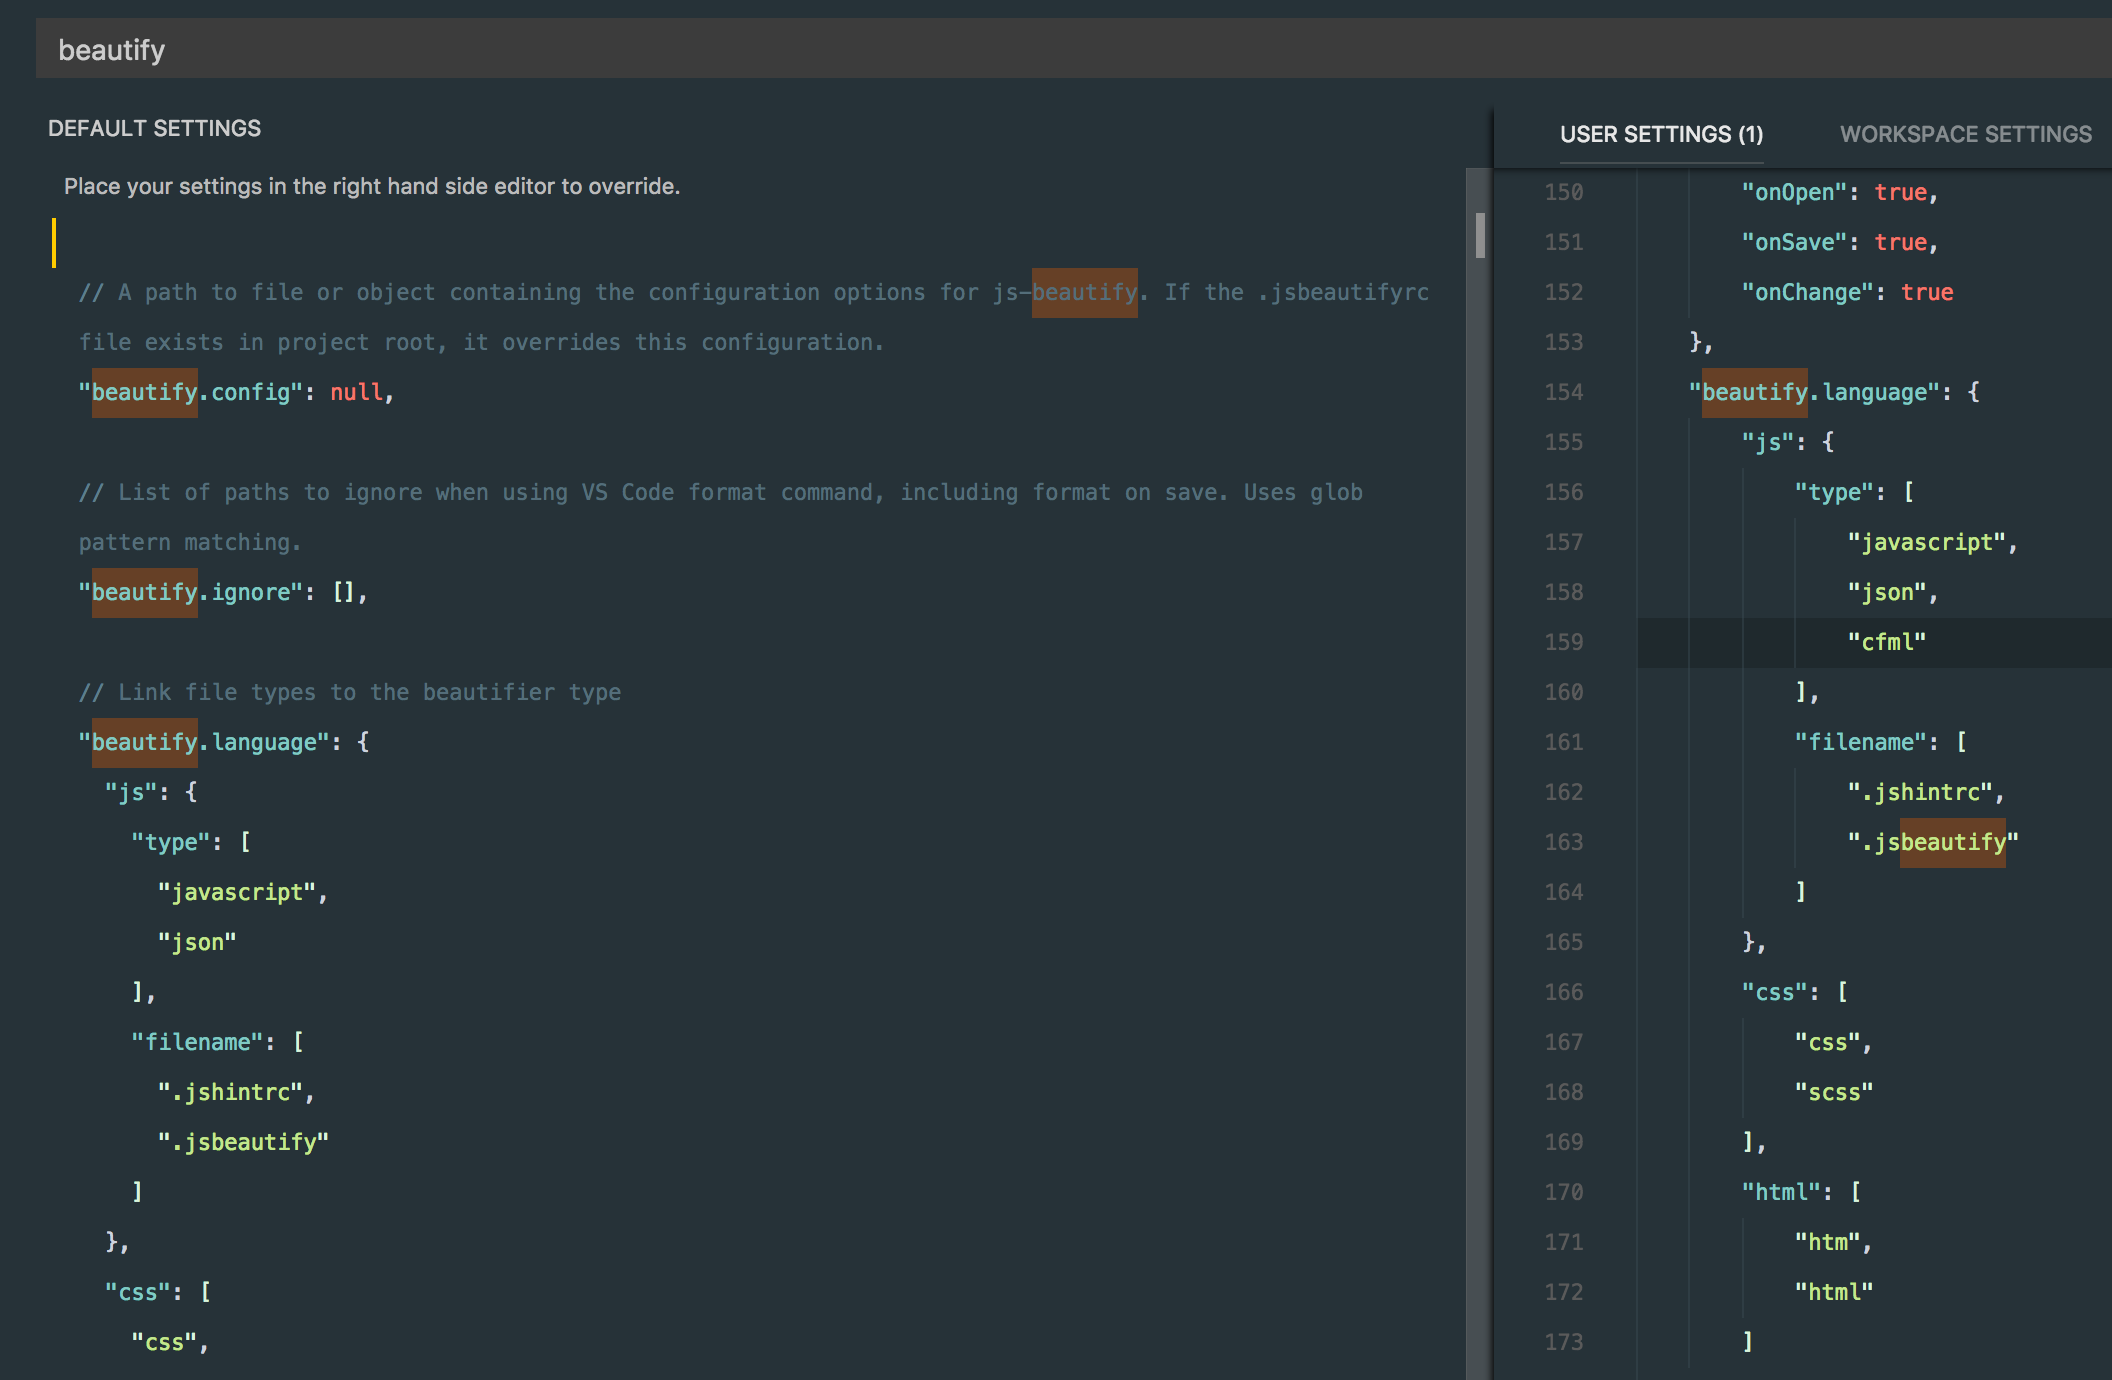 beautify
DEFAULT SETTINGS
Place your settings in the right hand side editor to override.
// A path to file or object containing the configuration options for js-beautify. If the .jsbeautifyrc
file exists in project root, it overrides this configuration.
"beautify.config": null,
// List of paths to ignore when using VS Code format command, including format on save. Uses glob
pattern matching.
"beautify.ignore": [],
// Link file types to the beautifier type
"beautify.language": {
"js": {
"type": [
"javascript",
"json"
],
"filename": [
".jshintrc",
".jsbeautify"
]
},
"css": [
"css",
USER SETTINGS (1) WORKSPACE SETTINGS
150 "onOpen": true,
151 "onSave": true,
152 "onChange": true
153 },
154 "beautify.language": {
155 "js": {
156 "type": [
157 "javascript",
158 "json",
159 "cfml"
160 ],
161 "filename": [
162 ".jshintrc",
163 ".jsbeautify"
164 ]
165 },
166 "css": [
167 "css",
168 "scss"
169 ],
170 "html": [
171 "htm",
172 "html"
173 ]